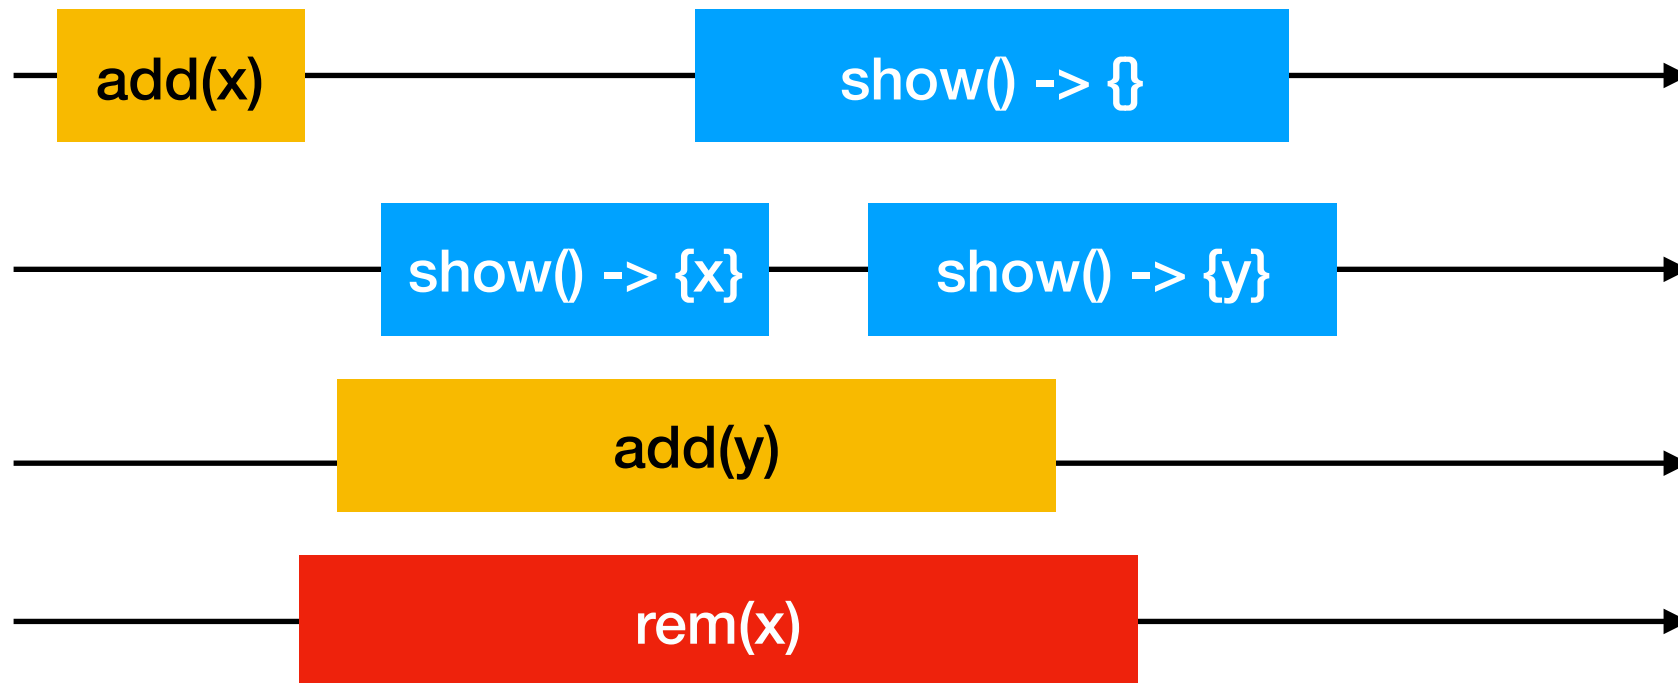 add(x)
show() -> {}
show() -> {x}
show() -> {y}
add(y)
rem(x)